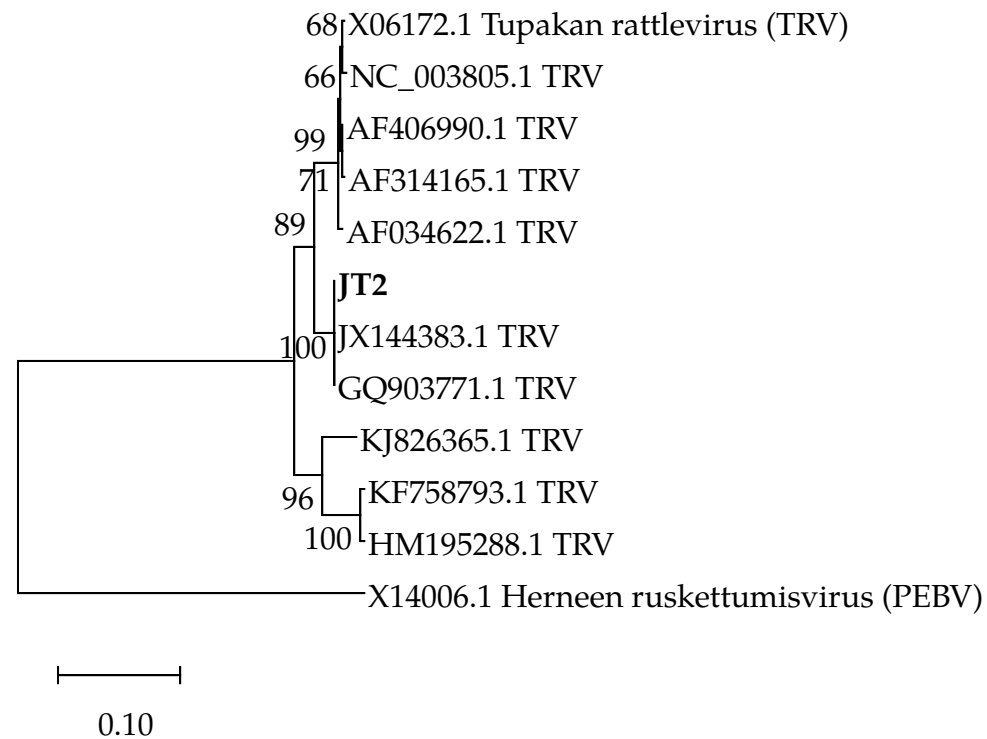 68 X06172.1 Tupakan rattlevirus (TRV)
66 NC_003805.1 TRV
99 AF406990.1 TRV
71 AF314165.1 TRV
89 AF034622.1 TRV
JT2
100 JX144383.1 TRV
GQ903771.1 TRV
KJ826365.1 TRV
96 KF758793.1 TRV
100 HM195288.1 TRV
X14006.1 Herneen ruskettumisvirus (PEBV)
0.10